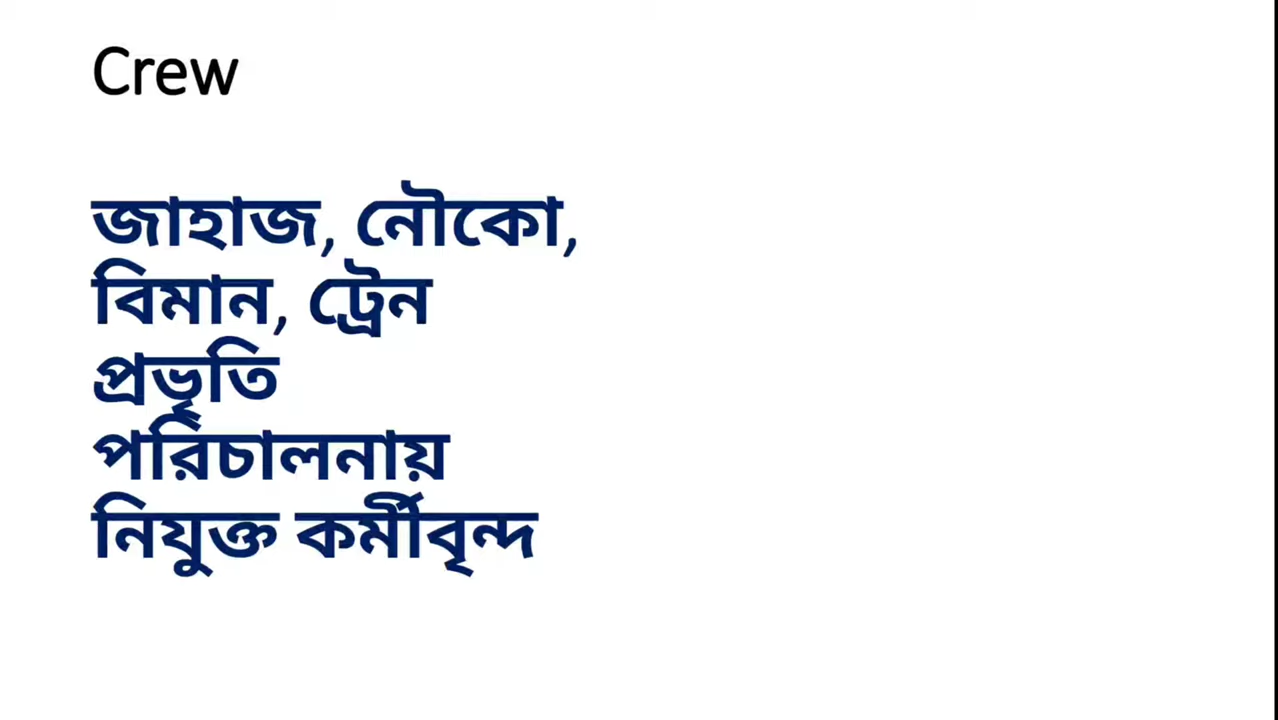 Crew
জাহাজ, নৌকো,
বিমান, ট্রেন
প্রভৃতি
পরিচালনায়
নিযুক্ত কর্মীবৃন্দ